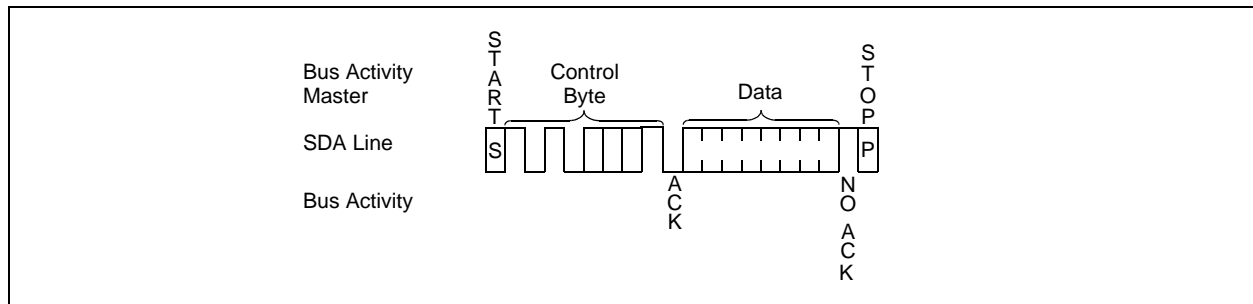 START
STOP
Bus Activity
Master
Control
Byte
Data
SDA Line
S
P
Bus Activity
ACK
NO ACK